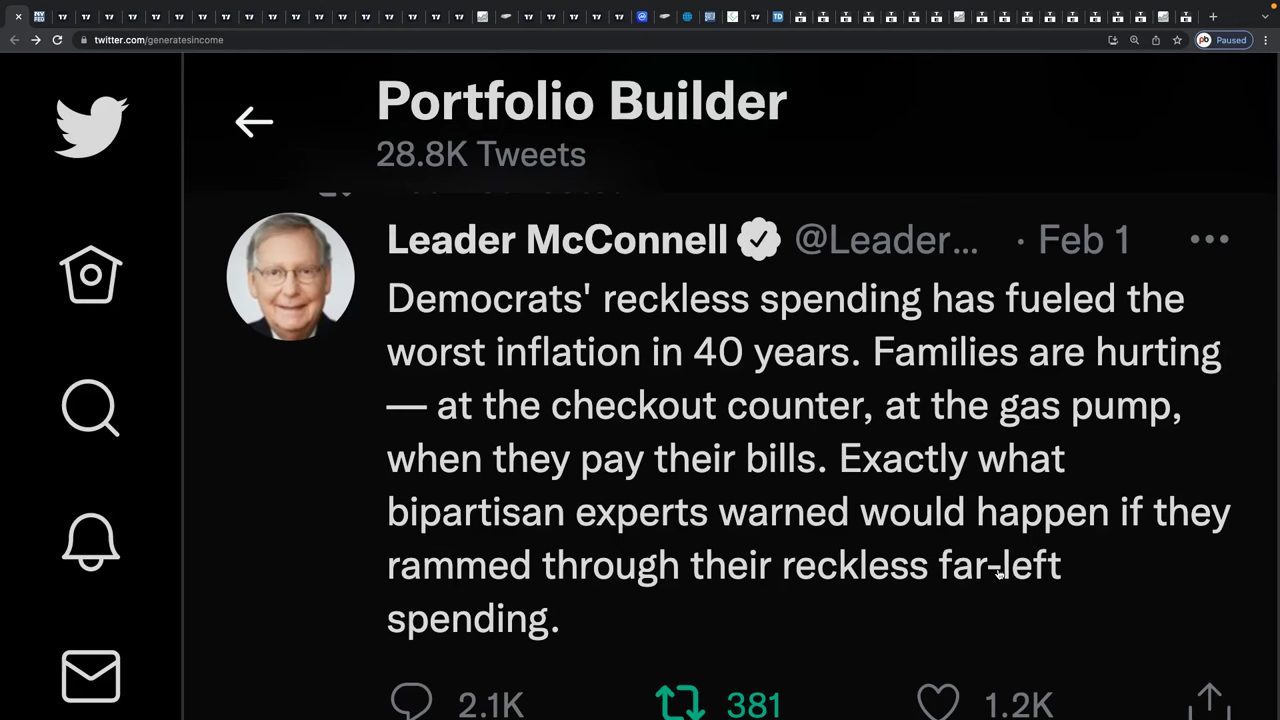 twitter.com/generatesincome
Paused
Portfolio Builder
28.8K Tweets
Leader McConnell @Leader... · Feb 1
Democrats' reckless spending has fueled the
worst inflation in 40 years. Families are hurting
— at the checkout counter, at the gas pump,
when they pay their bills. Exactly what
bipartisan experts warned would happen if they
rammed through their reckless far-left
spending.
2.1K 381 1.2K